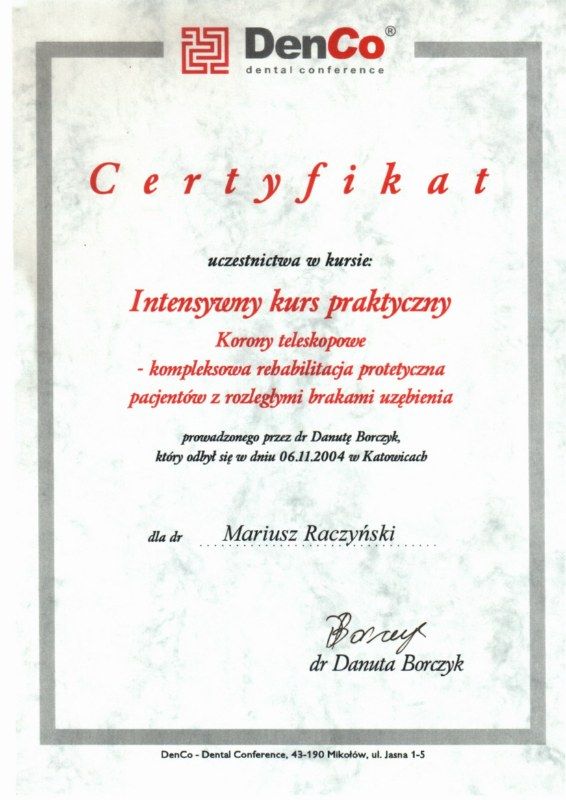 DenCo®
dental conference
Certyfikat
uczestnictwa w kursie:
Intensywny kurs praktyczny
Korony teleskopowe
- kompleksowa rehabilitacja protetyczna
pacjentów z rozległymi brakami uzębienia
prowadzonego przez dr Danutę Borczyk,
który odbył się w dniu 06.11.2004 w Katowicach
dla dr Mariusz Raczyński
Borczyk
dr Danuta Borczyk
DenCo - Dental Conference, 43-190 Mikołów, ul. Jasna 1-5